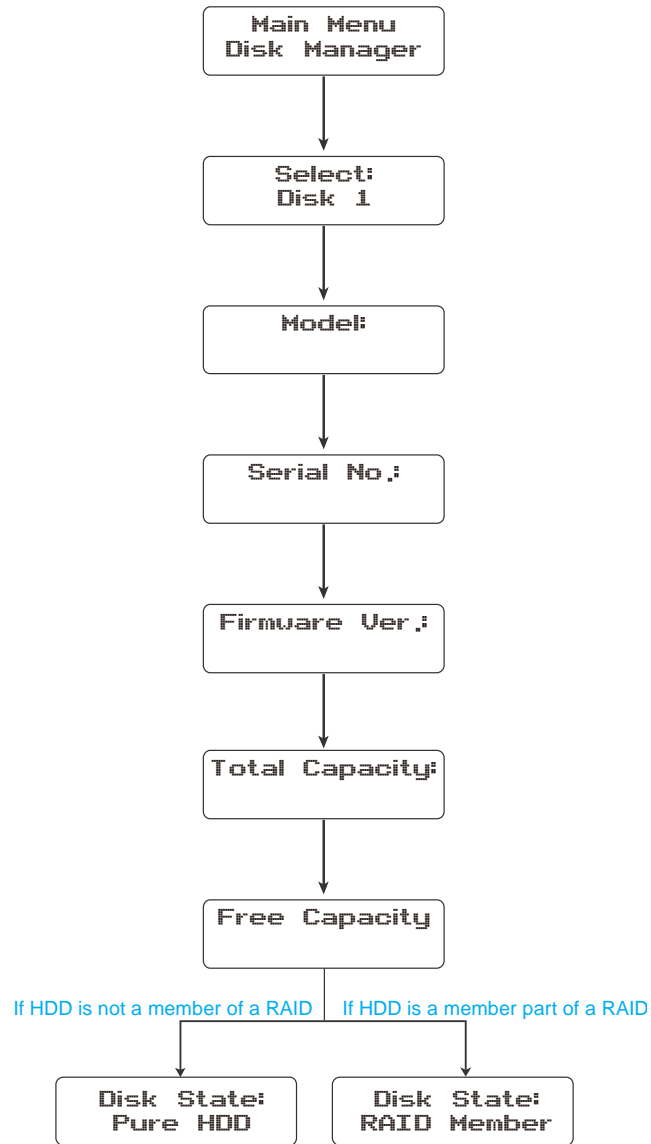 Main Menu
Disk Manager
Select:
Disk 1
Model:
Serial No.:
Firmware Ver.:
Total Capacity:
Free Capacity
If HDD is not a member of a RAID
If HDD is a member part of a RAID
Disk State:
Pure HDD
Disk State:
RAID Member